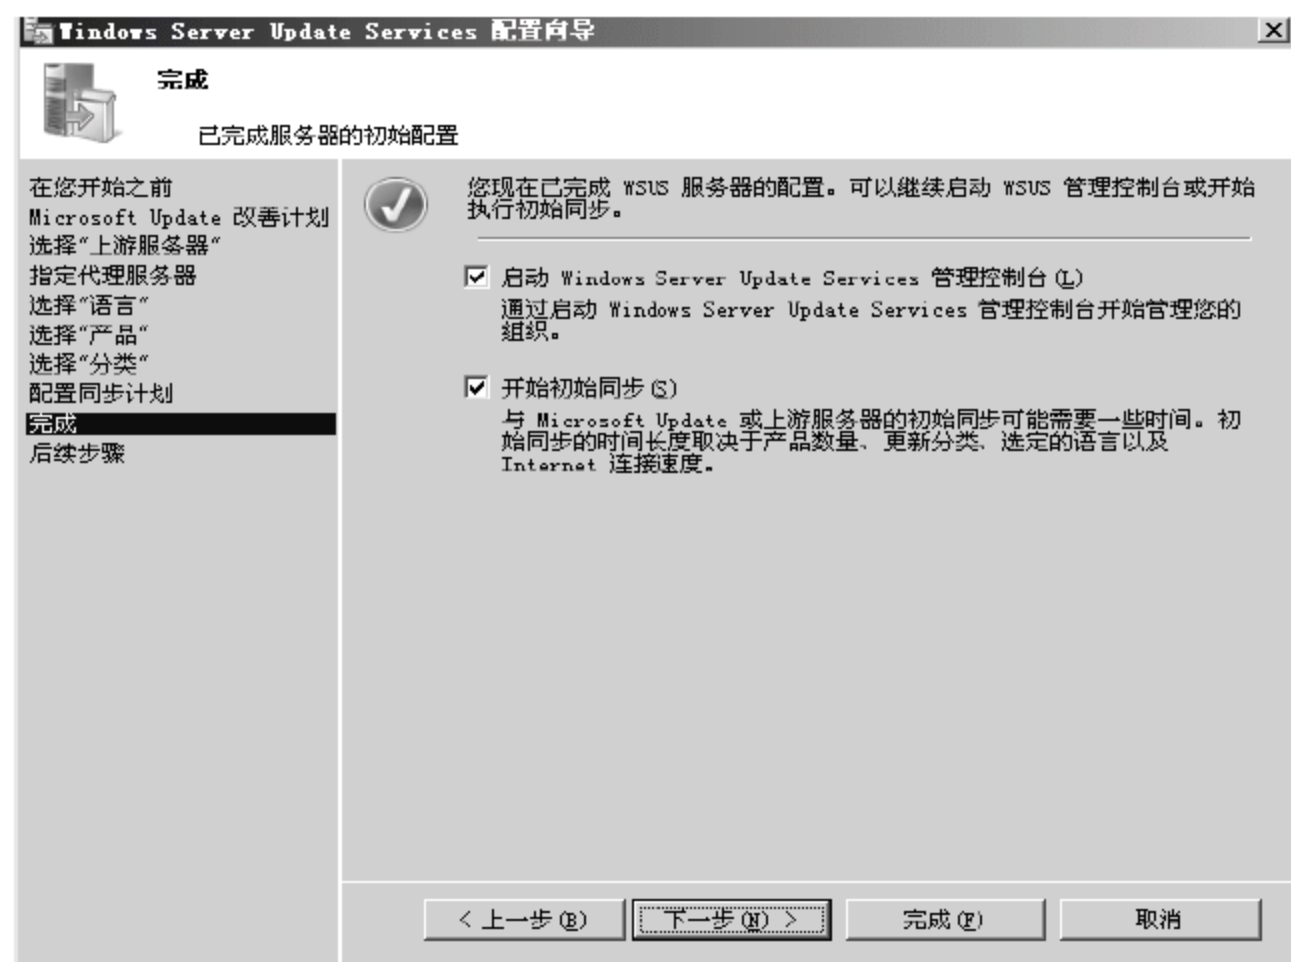 Windows Server Update Services 配置向导
完成
已完成服务器的初始配置
在您开始之前
Microsoft Update 改善计划
选择"上游服务器"
指定代理服务器
选择"语言"
选择"产品"
选择"分类"
配置同步计划
完成
后续步骤
您现在已完成 WSUS 服务器的配置。可以继续启动 WSUS 管理控制台或开始
执行初始同步。
启动 Windows Server Update Services 管理控制台(L)
通过启动 Windows Server Update Services 管理控制台开始管理您的
组织。
开始初始同步(S)
与 Microsoft Update 或上游服务器的初始同步可能需要一些时间。初
始同步的时间长度取决于产品数量、更新分类、选定的语言以及
Internet 连接速度。
< 上一步(B)
下一步(N) >
完成(F)
取消